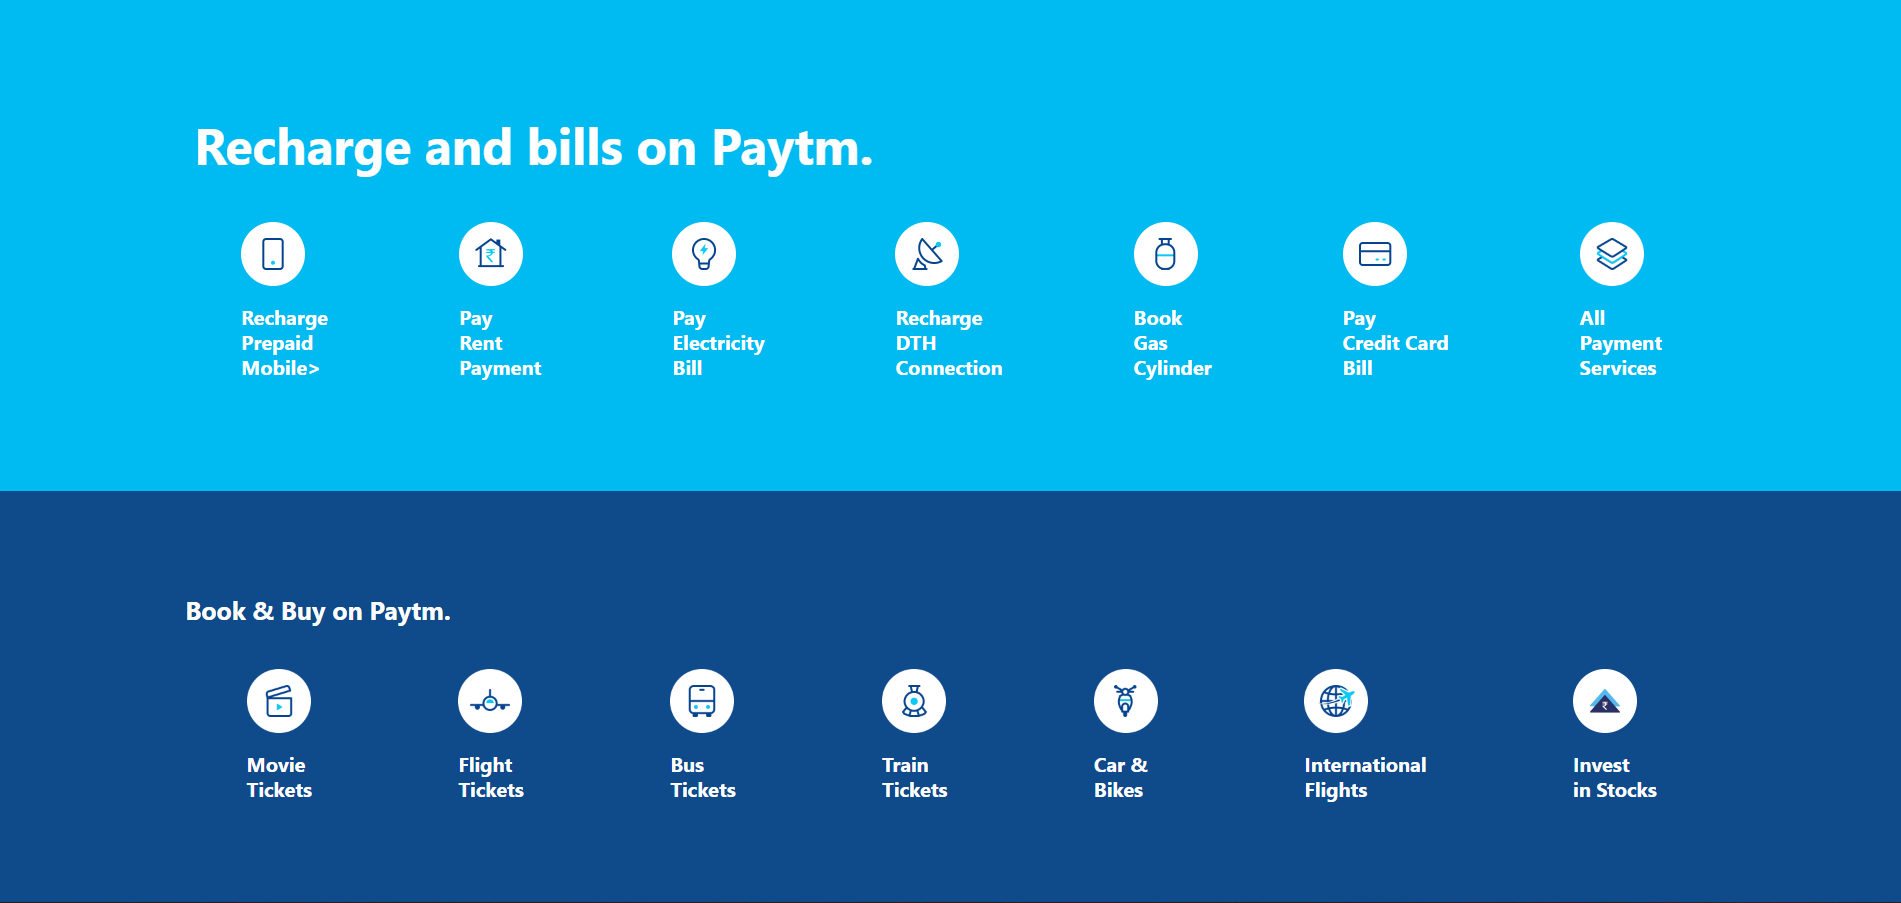 Recharge and bills on Paytm.
Recharge
Prepaid
Mobile>
Pay
Rent
Payment
Pay
Electricity
Bill
Recharge
DTH
Connection
Book
Gas
Cylinder
Pay
Credit Card
Bill
All
Payment
Services
Book & Buy on Paytm.
Movie
Tickets
Flight
Tickets
Bus
Tickets
Train
Tickets
Car &
Bikes
International
Flights
Invest
in Stocks